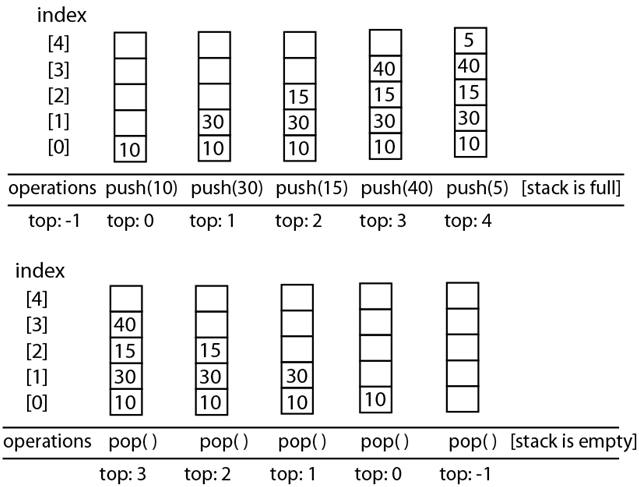 index
[4] 5
[3] 40 40
[2] 15 15 15
[1] 30 30 30 30
[0] 10 10 10 10 10
operations push(10) push(30) push(15) push(40) push(5) [stack is full]
top: -1 top: 0 top: 1 top: 2 top: 3 top: 4
index
[4]
[3] 40
[2] 15 15
[1] 30 30 30
[0] 10 10 10 10
operations pop( ) pop( ) pop( ) pop( ) pop( ) [stack is empty]
top: 3 top: 2 top: 1 top: 0 top: -1